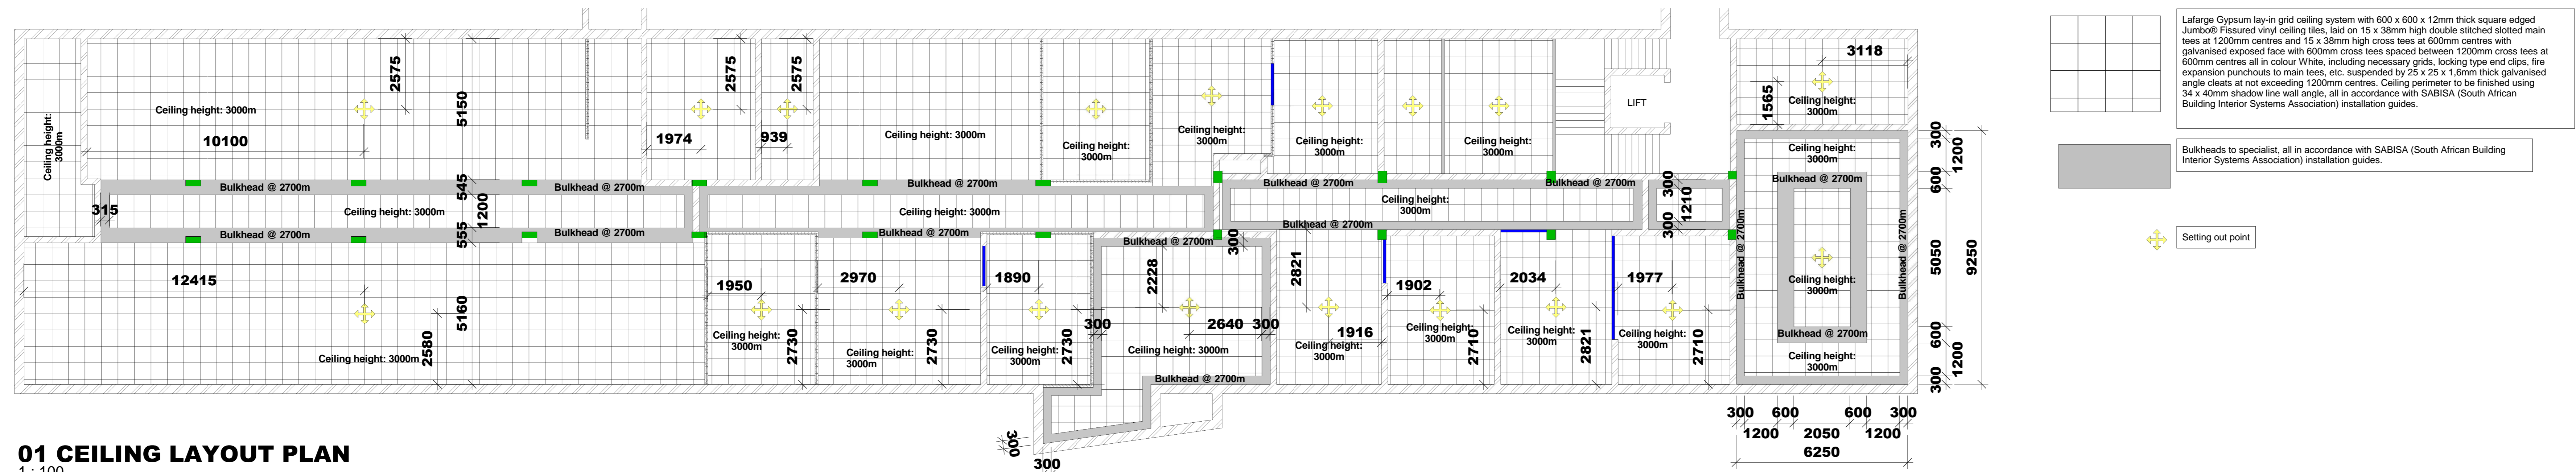 Lafarge Gypsum lay-in grid ceiling system with 600 x 600 x 12mm thick square edged
Jumbo® Fissured vinyl ceiling tiles, laid on 15 x 38mm high double stitched slotted main
tees at 1200mm centres and 15 x 38mm high cross tees at 600mm centres with
galvanised exposed face with 600mm cross tees spaced between 1200mm cross tees at
600mm centres all in colour White, including necessary grids, locking type end clips, fire
expansion punchouts to main tees, etc. suspended by 25 x 25 x 1,6mm thick galvanised
angle cleats at not exceeding 1200mm centres. Ceiling perimeter to be finished using
34 x 40mm shadow line wall angle, all in accordance with SABISA (South African
Building Interior Systems Association) installation guides.
Bulkheads to specialist, all in accordance with SABISA (South African Building
Interior Systems Association) installation guides.
Setting out point
2575
2575
2575
3118
LIFT
1565
Ceiling height:
3000m
Ceiling height: 3000m
5150
Ceiling height:
3000m
10100
1974
939
Ceiling height: 3000m
Ceiling height:
3000m
Ceiling height:
3000m
Ceiling height:
3000m
Ceiling height:
3000m
300
1200
600
Ceiling height:
3000m
Bulkhead @ 2700m
545
Bulkhead @ 2700m
Bulkhead @ 2700m
Bulkhead @ 2700m
Bulkhead @ 2700m
Bulkhead @ 2700m
300
1210
300
315
Ceiling height: 3000m
1200
Ceiling height: 3000m
Ceiling height:
3000m
Bulkhead @ 2700m
555
Bulkhead @ 2700m
Bulkhead @ 2700m
Bulkhead @ 2700m
300
Bulkhead @ 2700m
Bulkhead @ 2700m
Bulkhead @ 2700m
5050
9250
12415
5160
1950
2970
1890
2228
2821
1902
2034
1977
Ceiling height:
3000m
300
2640
300
1916
Ceiling height: 3000m
2580
Ceiling height:
3000m
2730
Ceiling height:
3000m
2730
Ceiling height:
3000m
2730
Ceiling height: 3000m
Ceiling height:
3000m
Ceiling height:
3000m
2710
Ceiling height:
3000m
2821
Ceiling height:
3000m
2710
Bulkhead @ 2700m
600
Ceiling height:
3000m
1200
300
Bulkhead @ 2700m
300
600
600
300
1200
2050
1200
6250
300
300
01 CEILING LAYOUT PLAN
1 : 100